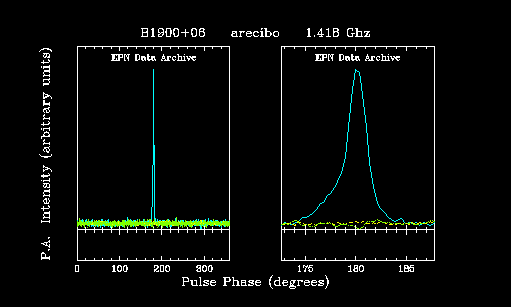 B1900+06 arecibo 1.418 Ghz
EPN Data Archive EPN Data Archive
P.A. Intensity (arbitrary units)
0 100 200 300 175 180 185
Pulse Phase (degrees)